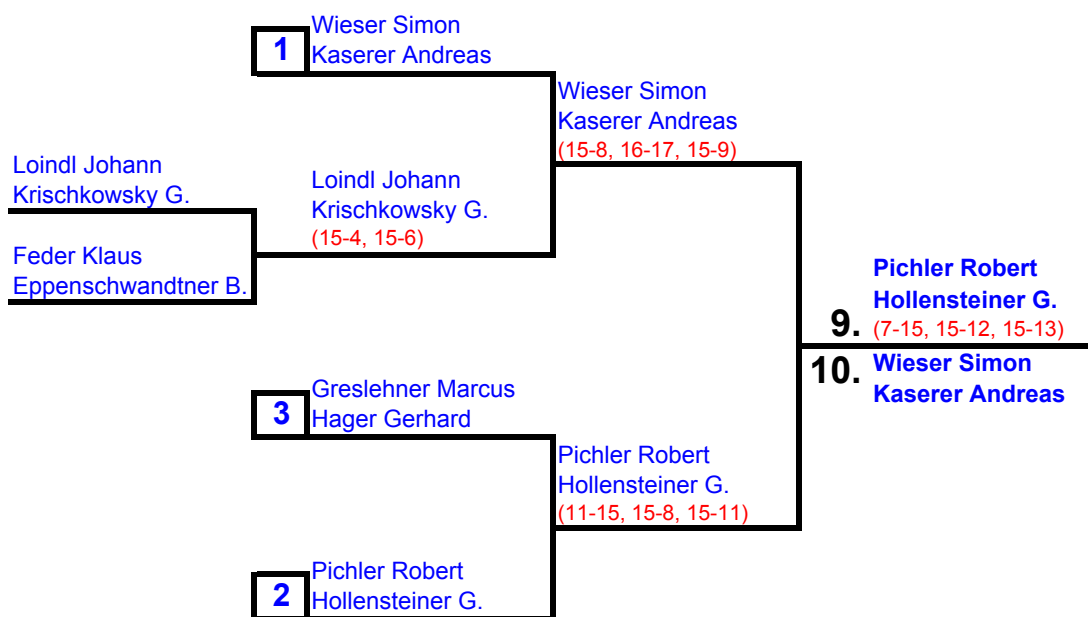 1
Wieser Simon
Kaserer Andreas
Wieser Simon
Kaserer Andreas
(15-8, 16-17, 15-9)
Loindl Johann
Krischkowsky G.
Loindl Johann
Krischkowsky G.
(15-4, 15-6)
Feder Klaus
Eppenschwandtner B.
Pichler Robert
Hollensteiner G.
9. (7-15, 15-12, 15-13)
10. Wieser Simon
Kaserer Andreas
3
Greslehner Marcus
Hager Gerhard
Pichler Robert
Hollensteiner G.
(11-15, 15-8, 15-11)
2
Pichler Robert
Hollensteiner G.